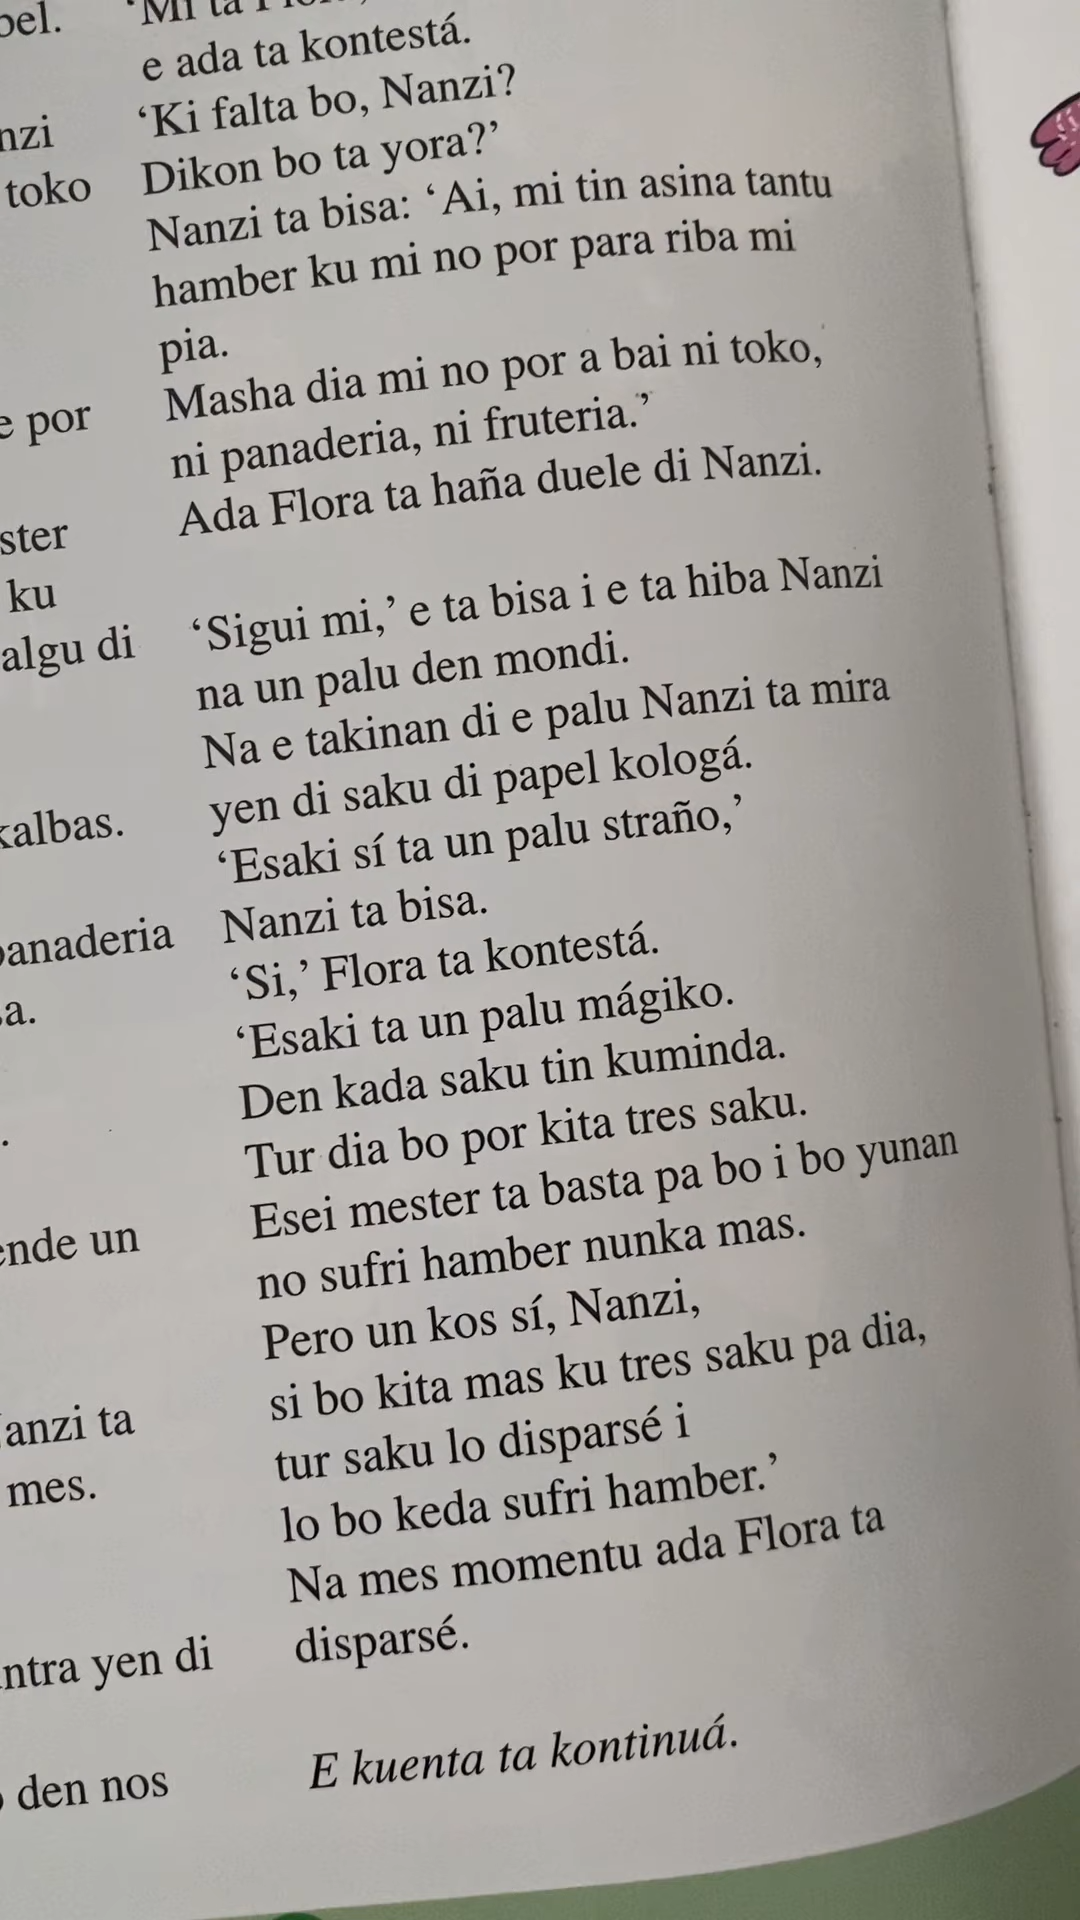 bel.
nzi
toko
e por
ster
ku
algu di
kalbas.
panaderia
sa.
.
ende un
anzi ta
mes.
ntra yen di
den nos
‘Mi ta
e ada ta kontestá.
‘Ki falta bo, Nanzi?
Dikon bo ta yora?’
Nanzi ta bisa: ‘Ai, mi tin asina tantu
hamber ku mi no por para riba mi
pia.
Masha dia mi no por a bai ni toko,
ni panaderia, ni fruteria.’
Ada Flora ta haña duele di Nanzi.
‘Sigui mi,’ e ta bisa i e ta hiba Nanzi
na un palu den mondi.
Na e takinan di e palu Nanzi ta mira
yen di saku di papel kologá.
‘Esaki sí ta un palu straño,’
Nanzi ta bisa.
‘Si,’ Flora ta kontestá.
‘Esaki ta un palu mágiko.
Den kada saku tin kuminda.
Tur dia bo por kita tres saku.
Esei mester ta basta pa bo i bo yunan
no sufri hamber nunka mas.
Pero un kos sí, Nanzi,
si bo kita mas ku tres saku pa dia,
tur saku lo disparsé i
lo bo keda sufri hamber.’
Na mes momentu ada Flora ta
disparsé.
E kuenta ta kontinuá.